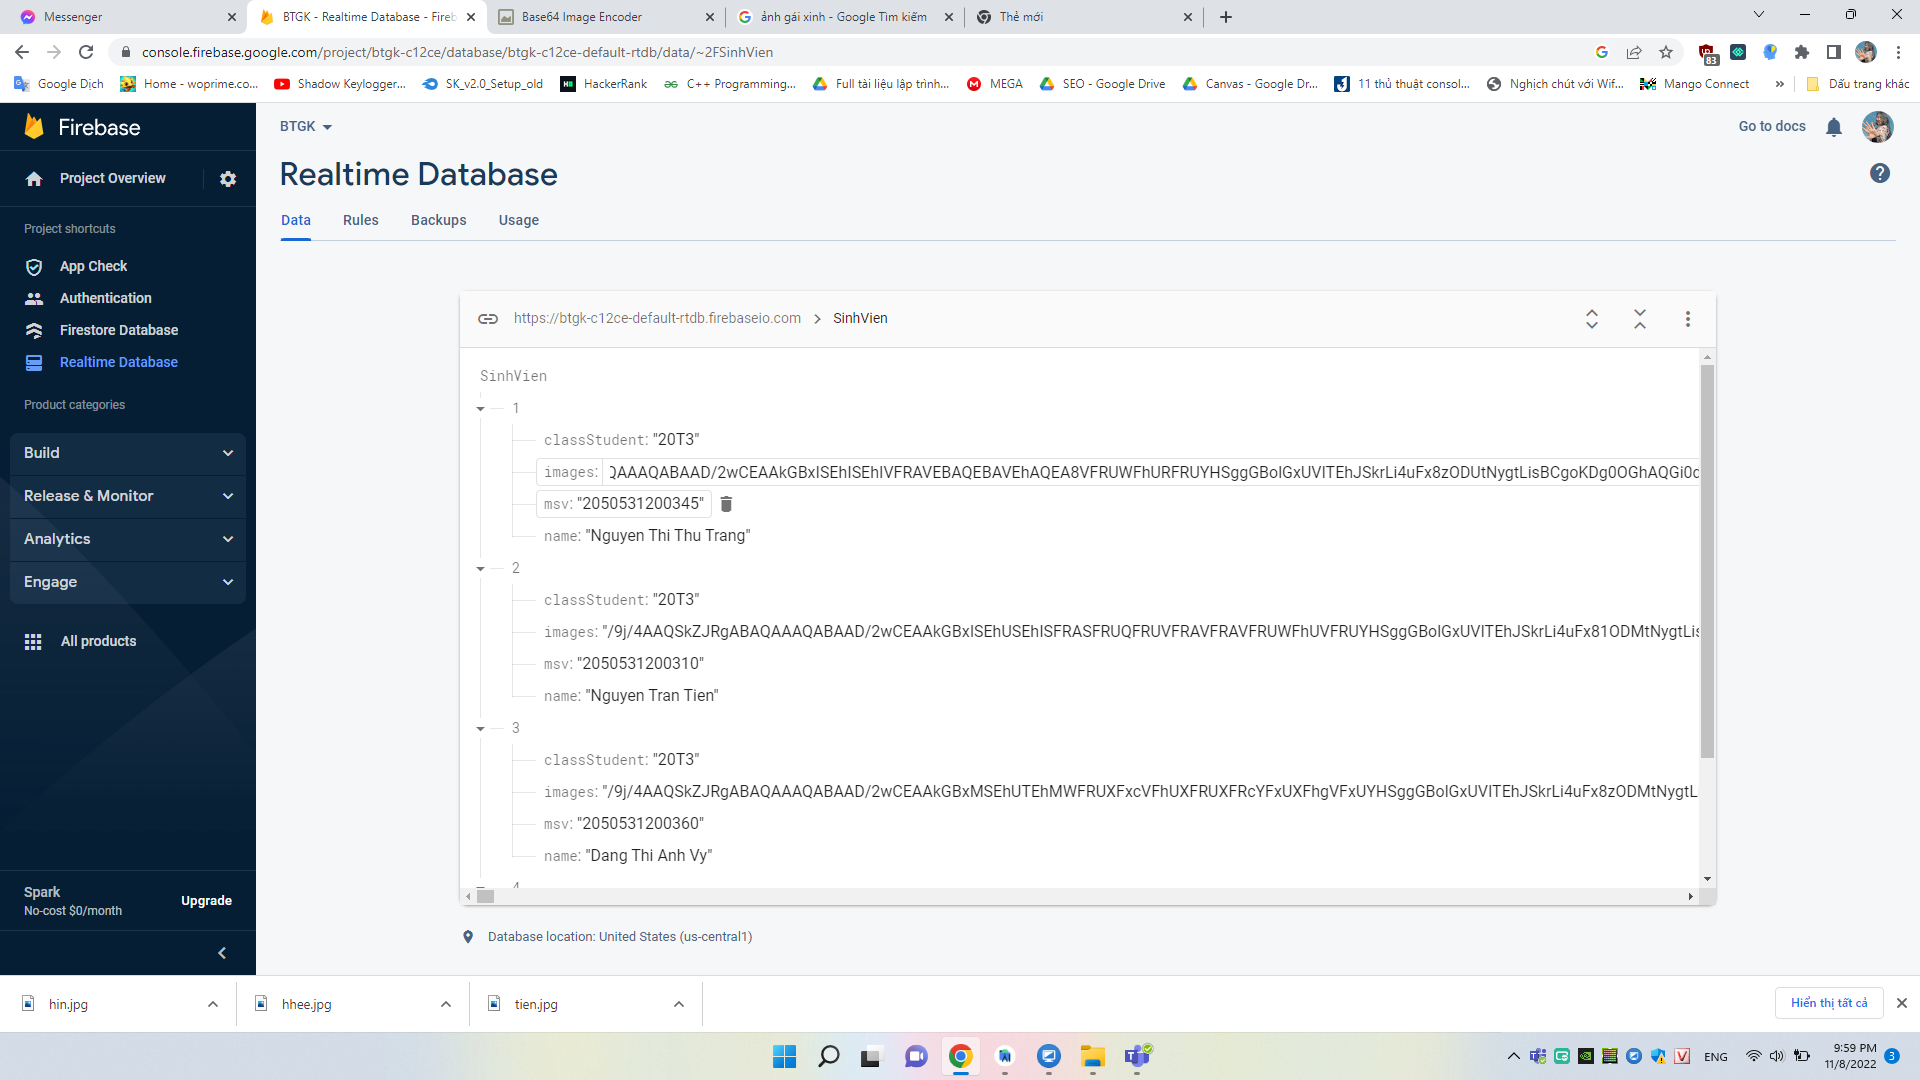 Messenger
BTGK - Realtime Database - Fireb
Base64 Image Encoder
ảnh gái xinh - Google Tìm kiếm
Thẻ mới
console.firebase.google.com/project/btgk-c12ce/database/btgk-c12ce-default-rtdb/data/~2FSinhVien
83
Google Dịch
Home - woprime.co...
Shadow Keylogger...
SK_v2.0_Setup_old
HackerRank
C++ Programming...
Full tài liệu lập trình...
MEGA
SEO - Google Drive
Canvas - Google Dr...
11 thủ thuật consol...
Nghịch chút với Wif...
Mango Connect
»
Dấu trang khác
Firebase
Project Overview
Project shortcuts
App Check
Authentication
Firestore Database
Realtime Database
Product categories
Build
Release & Monitor
Analytics
Engage
All products
Spark
No-cost $0/month
Upgrade
BTGK
Go to docs
Realtime Database
Data
Rules
Backups
Usage
https://btgk-c12ce-default-rtdb.firebaseio.com
SinhVien
SinhVien
1
classStudent: "20T3"
images: QAAAQABAAD/2wCEAAkGBxISEhISEhIVFRAVEBAQEBAVEhAQEA8VFRUWFhURFRUYHSggGBolGxUVITEhJSkrLi4uFx8zODUtNygtLisBCgoKDg0OGhAQGi0d
msv: "2050531200345"
name: "Nguyen Thi Thu Trang"
2
classStudent: "20T3"
images: "/9j/4AAQSkZJRgABAQAAAQABAAD/2wCEAAkGBxISEhUSEhISFRASFRUQFRUVFRAVFRAVFRUWFhUVFRUYHSggGBolGxUVITEhJSkrLi4uFx81ODMtNygtLis
msv: "2050531200310"
name: "Nguyen Tran Tien"
3
classStudent: "20T3"
images: "/9j/4AAQSkZJRgABAQAAAQABAAD/2wCEAAkGBxMSEhUTEhMWFRUXFxcVFhUXFRUXFRcYFxUXFhgVFxUYHSggGBolGxUVITEhJSkrLi4uFx8zODMtNygtL
msv: "2050531200360"
name: "Dang Thi Anh Vy"
4
Database location: United States (us-central1)
hin.jpg
hhee.jpg
tien.jpg
Hiển thị tất cả
ENG
9:59 PM
11/8/2022
3